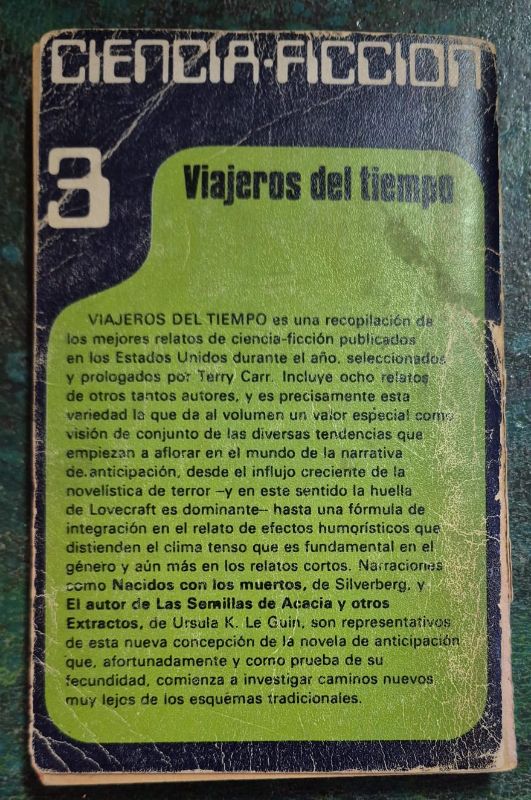 CIENCIA-FICCION
3
Viajeros del tiempo
VIAJEROS DEL TIEMPO es una recopilación de
los mejores relatos de ciencia-ficción publicados
en los Estados Unidos durante el año, seleccionados
y prologados por Terry Carr. Incluye ocho relatos
de otros tantos autores, y es precisamente esta
variedad la que da al volumen un valor especial como
visión de conjunto de las diversas tendencias que
empiezan a aflorar en el mundo de la narrativa
de anticipación, desde el influjo creciente de la
novelística de terror —y en este sentido la huella
de Lovecraft es dominante— hasta una fórmula de
integración en el relato de efectos humorísticos que
distienden el clima tenso que es fundamental en el
género y aún más en los relatos cortos. Narraciones
como Nacidos con los muertos, de Silverberg, y
El autor de Las Semillas de Acacia y otros
Extractos, de Ursula K. Le Guin, son representativos
de esta nueva concepción de la novela de anticipación
que, afortunadamente y como prueba de su
fecundidad, comienza a investigar caminos nuevos
muy lejos de los esquemas tradicionales.